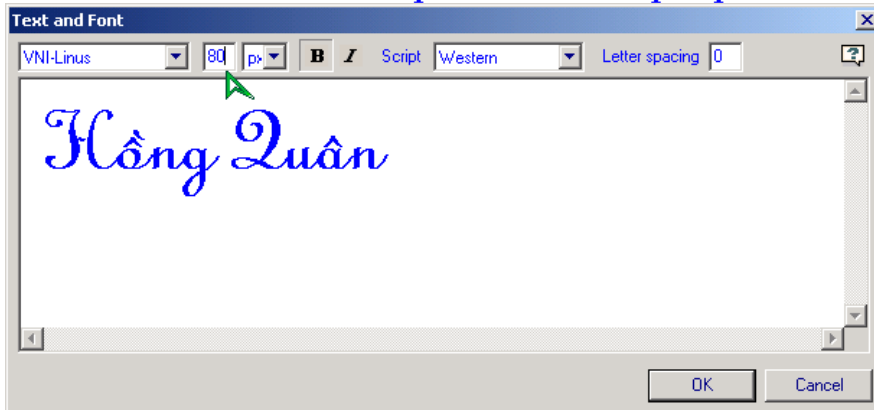 Text and Font
VNI-Linus 80 px B I Script Western Letter spacing 0
Hồng Quân
OK Cancel